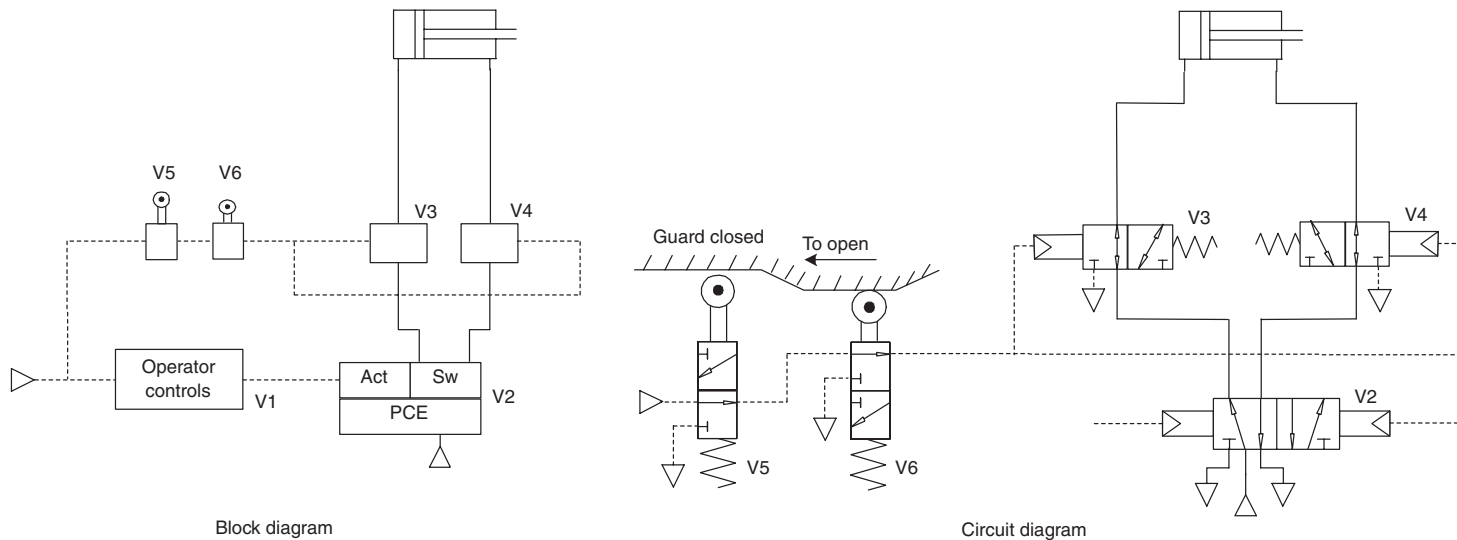 V5
V6
V3
V4
Operator
controls
V1
Act
Sw
V2
PCE
Block diagram
Guard closed
To open
V3
V4
V2
V5
V6
Circuit diagram